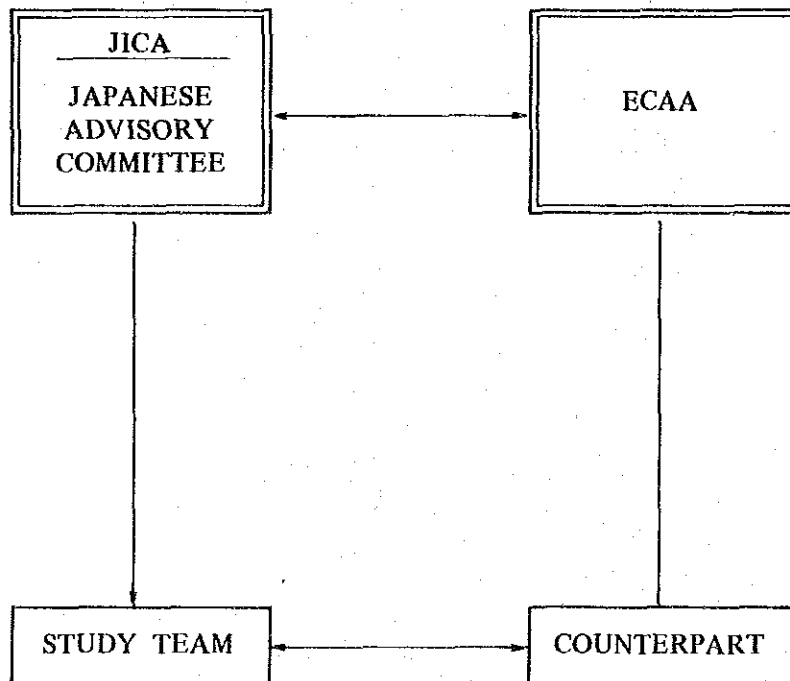 JICA
JAPANESE
ADVISORY
COMMITTEE
ECAA
STUDY TEAM
COUNTERPART